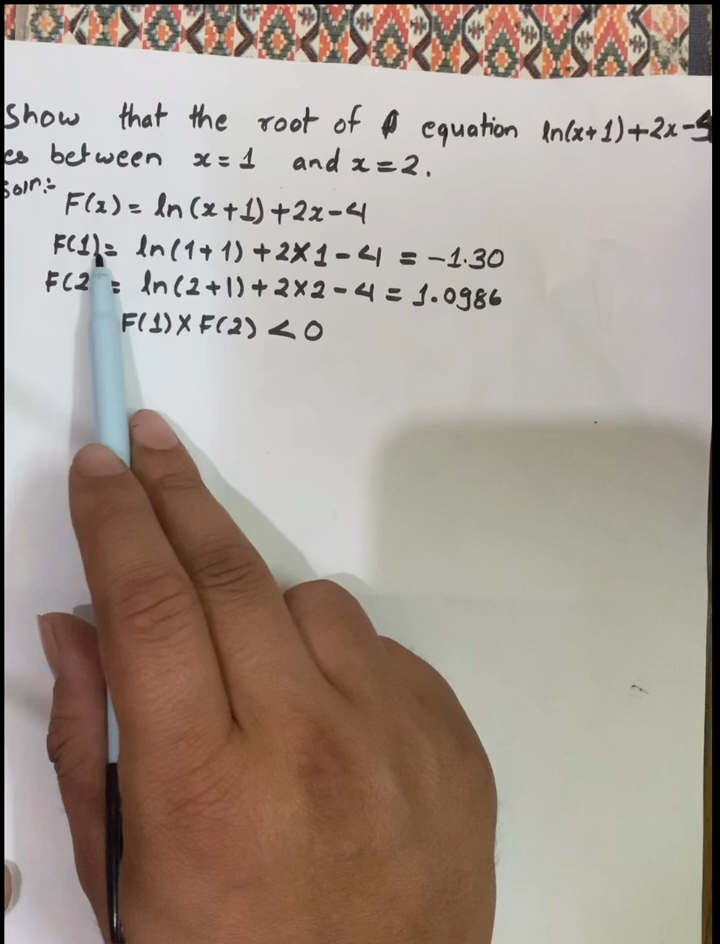 Show that the root of equation ln(x+1)+2x-4
es between x=1 and x=2.
Soln:-
F(x) = ln(x+1)+2x-4
F(1)= ln(1+1)+2×1-4 = -1.30
F(2 = ln(2+1)+2×2-4 = 1.0986
F(1)×F(2) < 0